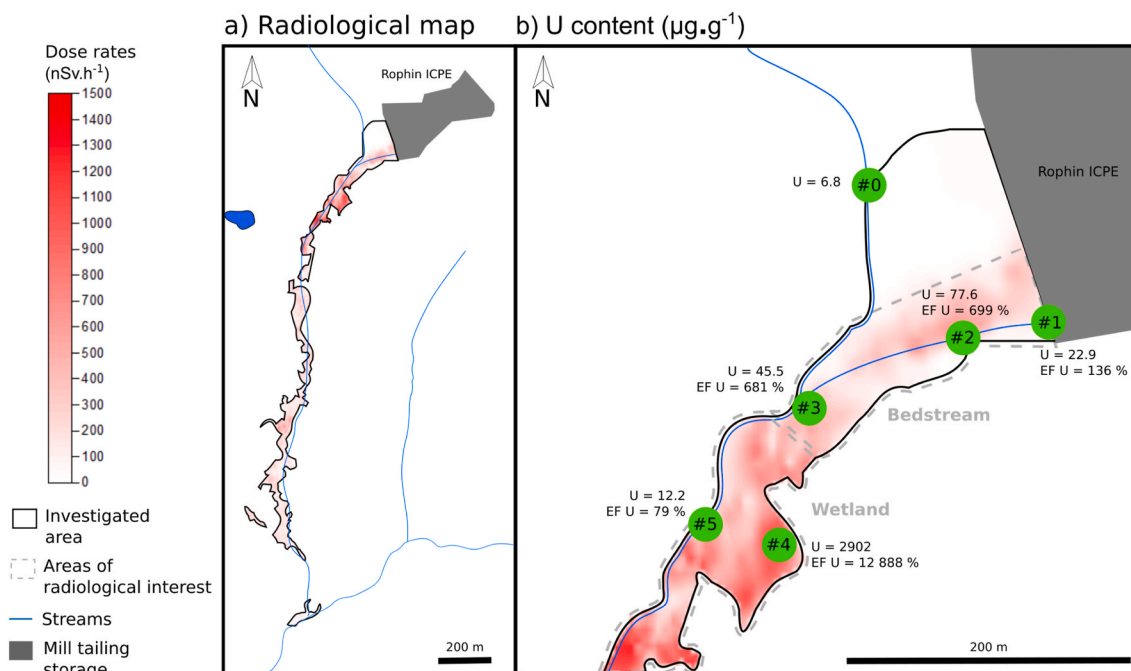 a) Radiological map
b) U content (µg.g⁻¹)
Dose rates
(nSv.h⁻¹)
1500
1400
1300
1200
1100
1000
900
800
700
600
500
400
300
200
100
0
Investigated
area
Areas of
radiological interest
Streams
Mill tailing
storage
N
Rophin ICPE
200 m
N
Rophin ICPE
U = 6.8
#0
U = 77.6
EF U = 699 %
#1
#2
U = 22.9
EF U = 136 %
U = 45.5
EF U = 681 %
#3
Bedstream
U = 12.2
EF U = 79 %
Wetland
#5
#4
U = 2902
EF U = 12 888 %
200 m